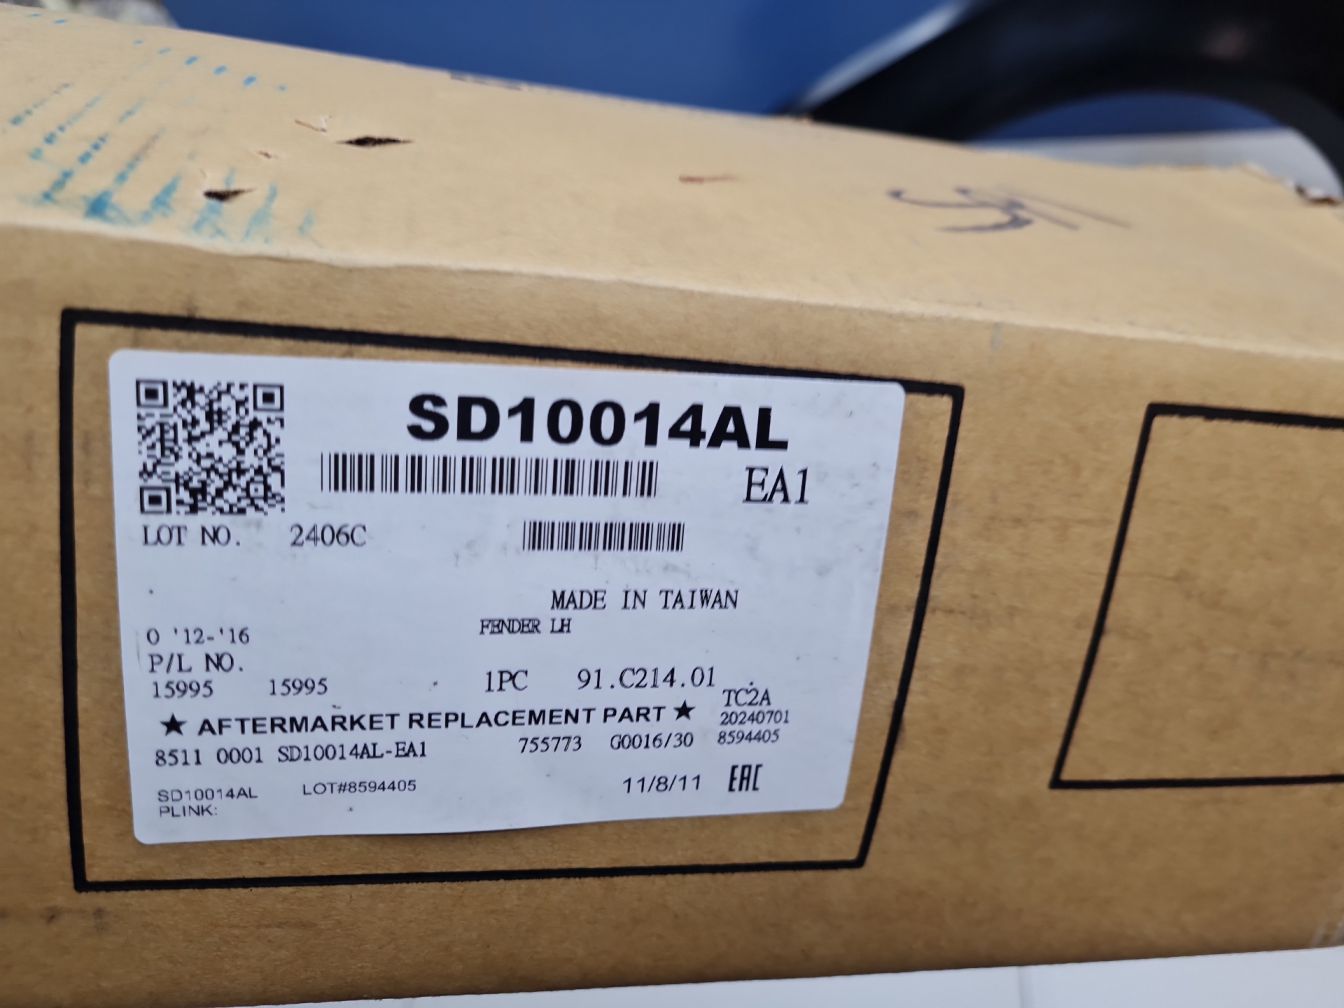 SD10014AL
EA1
LOT NO. 2406C
MADE IN TAIWAN
O '12-'16 FENDER LH
P/L NO.
15995 15995 1PC 91.C214.01
TC2A
★ AFTERMARKET REPLACEMENT PART ★ 20240701
8511 0001 SD10014AL-EA1 755773 G0016/30 8594405
SD10014AL LOT#8594405 11/8/11 EAC
PLINK: